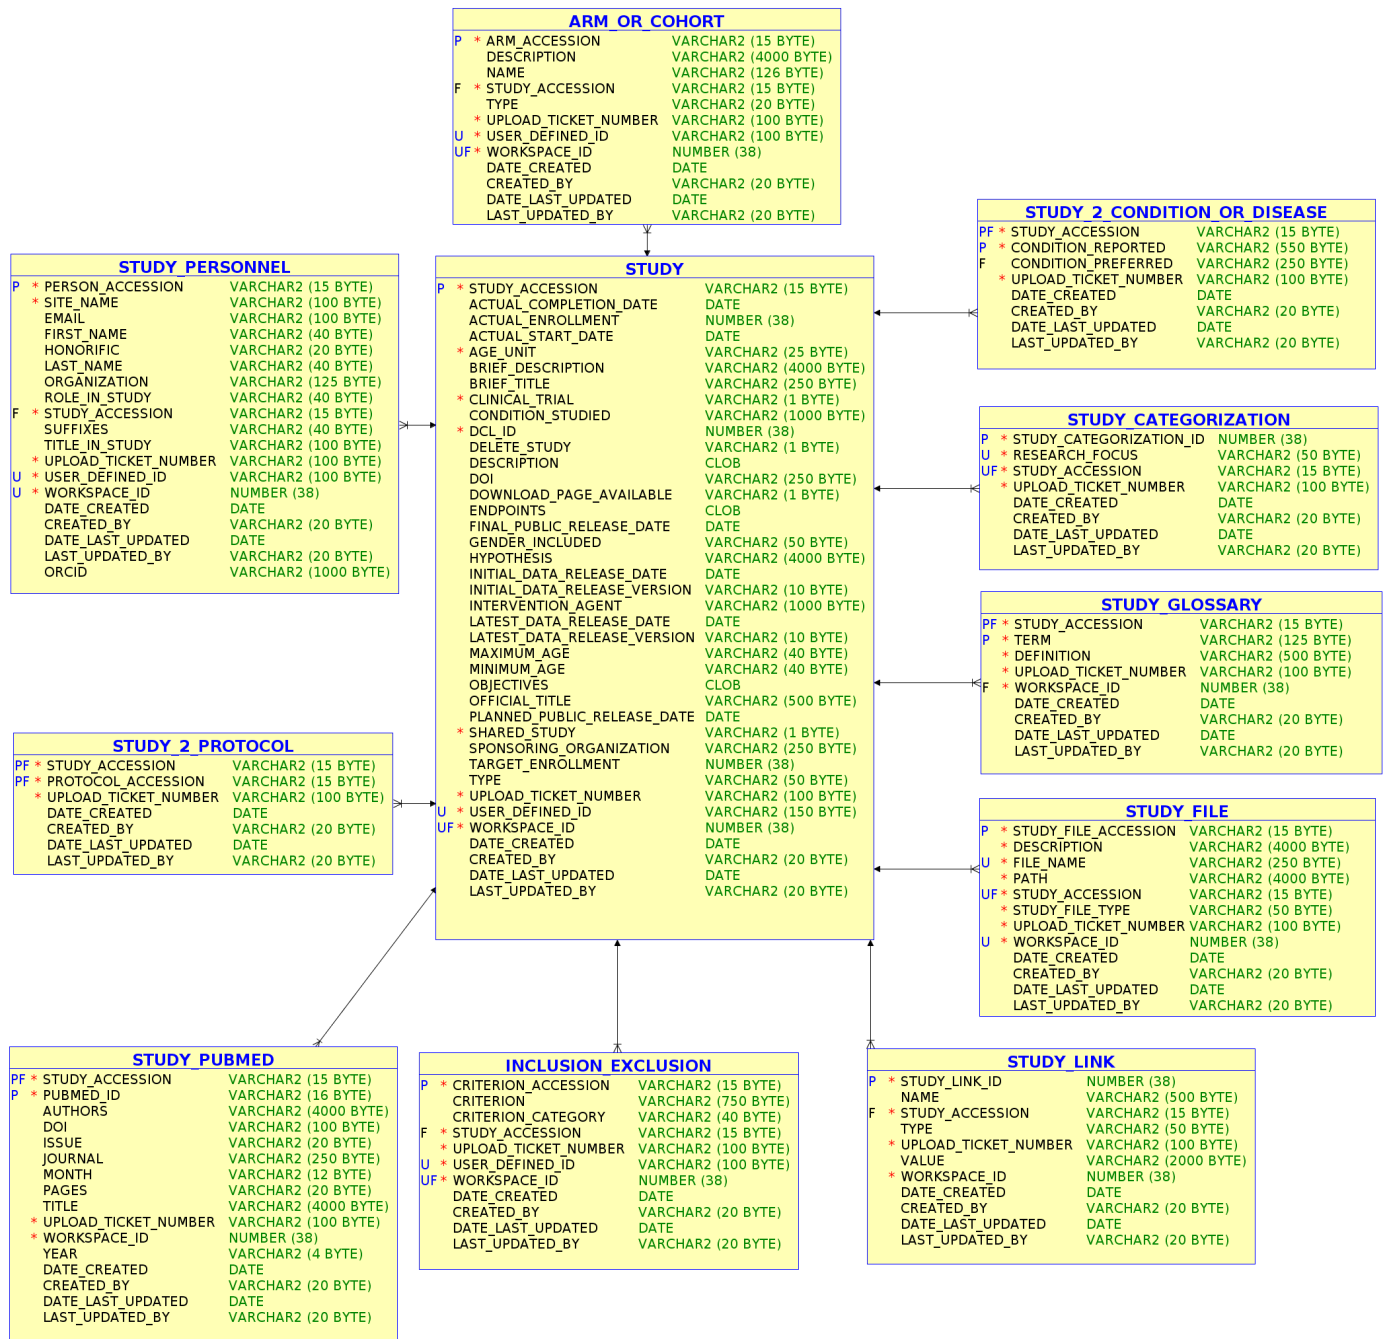 ARM_OR_COHORT
P * ARM_ACCESSION VARCHAR2 (15 BYTE)
DESCRIPTION VARCHAR2 (4000 BYTE)
NAME VARCHAR2 (126 BYTE)
F * STUDY_ACCESSION VARCHAR2 (15 BYTE)
TYPE VARCHAR2 (20 BYTE)
* UPLOAD_TICKET_NUMBER VARCHAR2 (100 BYTE)
U * USER_DEFINED_ID VARCHAR2 (100 BYTE)
UF * WORKSPACE_ID NUMBER (38)
DATE_CREATED DATE
CREATED_BY VARCHAR2 (20 BYTE)
DATE_LAST_UPDATED DATE
LAST_UPDATED_BY VARCHAR2 (20 BYTE)
STUDY_PERSONNEL
P * PERSON_ACCESSION VARCHAR2 (15 BYTE)
* SITE_NAME VARCHAR2 (100 BYTE)
EMAIL VARCHAR2 (100 BYTE)
FIRST_NAME VARCHAR2 (40 BYTE)
HONORIFIC VARCHAR2 (20 BYTE)
LAST_NAME VARCHAR2 (40 BYTE)
ORGANIZATION VARCHAR2 (125 BYTE)
ROLE_IN_STUDY VARCHAR2 (40 BYTE)
F * STUDY_ACCESSION VARCHAR2 (15 BYTE)
SUFFIXES VARCHAR2 (40 BYTE)
TITLE_IN_STUDY VARCHAR2 (100 BYTE)
* UPLOAD_TICKET_NUMBER VARCHAR2 (100 BYTE)
U * USER_DEFINED_ID VARCHAR2 (100 BYTE)
U * WORKSPACE_ID NUMBER (38)
DATE_CREATED DATE
CREATED_BY VARCHAR2 (20 BYTE)
DATE_LAST_UPDATED DATE
LAST_UPDATED_BY VARCHAR2 (20 BYTE)
ORCID VARCHAR2 (1000 BYTE)
STUDY
P * STUDY_ACCESSION VARCHAR2 (15 BYTE)
ACTUAL_COMPLETION_DATE DATE
ACTUAL_ENROLLMENT NUMBER (38)
ACTUAL_START_DATE DATE
* AGE_UNIT VARCHAR2 (25 BYTE)
BRIEF_DESCRIPTION VARCHAR2 (4000 BYTE)
BRIEF_TITLE VARCHAR2 (250 BYTE)
* CLINICAL_TRIAL VARCHAR2 (1 BYTE)
CONDITION_STUDIED VARCHAR2 (1000 BYTE)
* DCL_ID NUMBER (38)
DELETE_STUDY VARCHAR2 (1 BYTE)
DESCRIPTION CLOB
DOI VARCHAR2 (250 BYTE)
DOWNLOAD_PAGE_AVAILABLE VARCHAR2 (1 BYTE)
ENDPOINTS CLOB
FINAL_PUBLIC_RELEASE_DATE DATE
GENDER_INCLUDED VARCHAR2 (50 BYTE)
HYPOTHESIS VARCHAR2 (4000 BYTE)
INITIAL_DATA_RELEASE_DATE DATE
INITIAL_DATA_RELEASE_VERSION VARCHAR2 (10 BYTE)
INTERVENTION_AGENT VARCHAR2 (1000 BYTE)
LATEST_DATA_RELEASE_DATE DATE
LATEST_DATA_RELEASE_VERSION VARCHAR2 (10 BYTE)
MAXIMUM_AGE VARCHAR2 (40 BYTE)
MINIMUM_AGE VARCHAR2 (40 BYTE)
OBJECTIVES CLOB
OFFICIAL_TITLE VARCHAR2 (500 BYTE)
PLANNED_PUBLIC_RELEASE_DATE DATE
* SHARED_STUDY VARCHAR2 (1 BYTE)
SPONSORING_ORGANIZATION VARCHAR2 (250 BYTE)
TARGET_ENROLLMENT NUMBER (38)
TYPE VARCHAR2 (50 BYTE)
* UPLOAD_TICKET_NUMBER VARCHAR2 (100 BYTE)
U * USER_DEFINED_ID VARCHAR2 (150 BYTE)
UF * WORKSPACE_ID NUMBER (38)
DATE_CREATED DATE
CREATED_BY VARCHAR2 (20 BYTE)
DATE_LAST_UPDATED DATE
LAST_UPDATED_BY VARCHAR2 (20 BYTE)
STUDY_2_CONDITION_OR_DISEASE
PF * STUDY_ACCESSION VARCHAR2 (15 BYTE)
P * CONDITION_REPORTED VARCHAR2 (550 BYTE)
F CONDITION_PREFERRED VARCHAR2 (250 BYTE)
* UPLOAD_TICKET_NUMBER VARCHAR2 (100 BYTE)
DATE_CREATED DATE
CREATED_BY VARCHAR2 (20 BYTE)
DATE_LAST_UPDATED DATE
LAST_UPDATED_BY VARCHAR2 (20 BYTE)
STUDY_CATEGORIZATION
P * STUDY_CATEGORIZATION_ID NUMBER (38)
U * RESEARCH_FOCUS VARCHAR2 (50 BYTE)
UF * STUDY_ACCESSION VARCHAR2 (15 BYTE)
* UPLOAD_TICKET_NUMBER VARCHAR2 (100 BYTE)
DATE_CREATED DATE
CREATED_BY VARCHAR2 (20 BYTE)
DATE_LAST_UPDATED DATE
LAST_UPDATED_BY VARCHAR2 (20 BYTE)
STUDY_GLOSSARY
PF * STUDY_ACCESSION VARCHAR2 (15 BYTE)
P * TERM VARCHAR2 (125 BYTE)
* DEFINITION VARCHAR2 (500 BYTE)
* UPLOAD_TICKET_NUMBER VARCHAR2 (100 BYTE)
F * WORKSPACE_ID NUMBER (38)
DATE_CREATED DATE
CREATED_BY VARCHAR2 (20 BYTE)
DATE_LAST_UPDATED DATE
LAST_UPDATED_BY VARCHAR2 (20 BYTE)
STUDY_2_PROTOCOL
PF * STUDY_ACCESSION VARCHAR2 (15 BYTE)
PF * PROTOCOL_ACCESSION VARCHAR2 (15 BYTE)
* UPLOAD_TICKET_NUMBER VARCHAR2 (100 BYTE)
DATE_CREATED DATE
CREATED_BY VARCHAR2 (20 BYTE)
DATE_LAST_UPDATED DATE
LAST_UPDATED_BY VARCHAR2 (20 BYTE)
STUDY_FILE
P * STUDY_FILE_ACCESSION VARCHAR2 (15 BYTE)
* DESCRIPTION VARCHAR2 (4000 BYTE)
U * FILE_NAME VARCHAR2 (250 BYTE)
* PATH VARCHAR2 (4000 BYTE)
UF * STUDY_ACCESSION VARCHAR2 (15 BYTE)
* STUDY_FILE_TYPE VARCHAR2 (50 BYTE)
* UPLOAD_TICKET_NUMBER VARCHAR2 (100 BYTE)
U * WORKSPACE_ID NUMBER (38)
DATE_CREATED DATE
CREATED_BY VARCHAR2 (20 BYTE)
DATE_LAST_UPDATED DATE
LAST_UPDATED_BY VARCHAR2 (20 BYTE)
STUDY_PUBMED
PF * STUDY_ACCESSION VARCHAR2 (15 BYTE)
P * PUBMED_ID VARCHAR2 (16 BYTE)
AUTHORS VARCHAR2 (4000 BYTE)
DOI VARCHAR2 (100 BYTE)
ISSUE VARCHAR2 (20 BYTE)
JOURNAL VARCHAR2 (250 BYTE)
MONTH VARCHAR2 (12 BYTE)
PAGES VARCHAR2 (20 BYTE)
TITLE VARCHAR2 (4000 BYTE)
* UPLOAD_TICKET_NUMBER VARCHAR2 (100 BYTE)
* WORKSPACE_ID NUMBER (38)
YEAR VARCHAR2 (4 BYTE)
DATE_CREATED DATE
CREATED_BY VARCHAR2 (20 BYTE)
DATE_LAST_UPDATED DATE
LAST_UPDATED_BY VARCHAR2 (20 BYTE)
INCLUSION_EXCLUSION
P * CRITERION_ACCESSION VARCHAR2 (15 BYTE)
CRITERION VARCHAR2 (750 BYTE)
CRITERION_CATEGORY VARCHAR2 (40 BYTE)
F * STUDY_ACCESSION VARCHAR2 (15 BYTE)
* UPLOAD_TICKET_NUMBER VARCHAR2 (100 BYTE)
U * USER_DEFINED_ID VARCHAR2 (100 BYTE)
UF * WORKSPACE_ID NUMBER (38)
DATE_CREATED DATE
CREATED_BY VARCHAR2 (20 BYTE)
DATE_LAST_UPDATED DATE
LAST_UPDATED_BY VARCHAR2 (20 BYTE)
STUDY_LINK
P * STUDY_LINK_ID NUMBER (38)
NAME VARCHAR2 (500 BYTE)
F * STUDY_ACCESSION VARCHAR2 (15 BYTE)
TYPE VARCHAR2 (50 BYTE)
* UPLOAD_TICKET_NUMBER VARCHAR2 (100 BYTE)
VALUE VARCHAR2 (2000 BYTE)
* WORKSPACE_ID NUMBER (38)
DATE_CREATED DATE
CREATED_BY VARCHAR2 (20 BYTE)
DATE_LAST_UPDATED DATE
LAST_UPDATED_BY VARCHAR2 (20 BYTE)